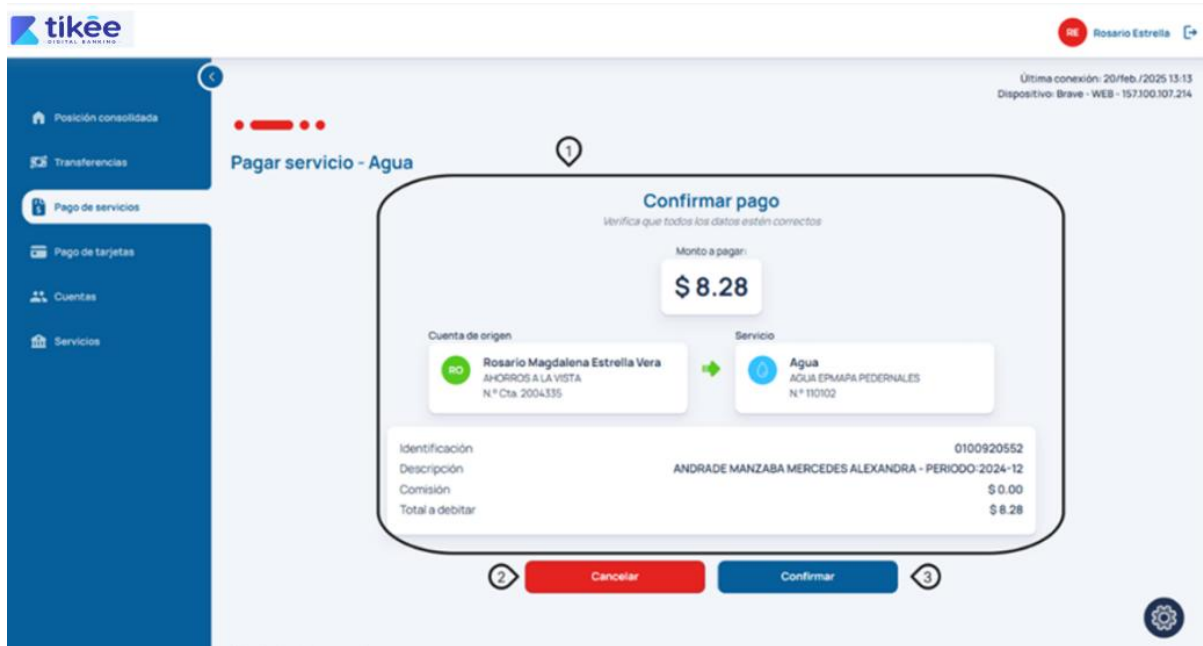 tikëe
DIGITAL BANKING
RE Rosario Estrella
Última conexión: 20/feb./2025 13:13
Dispositivo: Brave - WEB - 157.100.107.214
Posición consolidada
Transferencias
Pago de servicios
Pago de tarjetas
Cuentas
Servicios
Pagar servicio - Agua
1
Confirmar pago
Verifica que todos los datos estén correctos
Monto a pagar:
$ 8.28
Cuenta de origen
RO
Rosario Magdalena Estrella Vera
AHORROS A LA VISTA
N.º Cta. 2004335
Servicio
Agua
AGUA EPMAPA PEDERNALES
N.º 110102
Identificación 0100920552
Descripción ANDRADE MANZABA MERCEDES ALEXANDRA - PERIODO:2024-12
Comisión $ 0.00
Total a debitar $ 8.28
2 Cancelar Confirmar 3